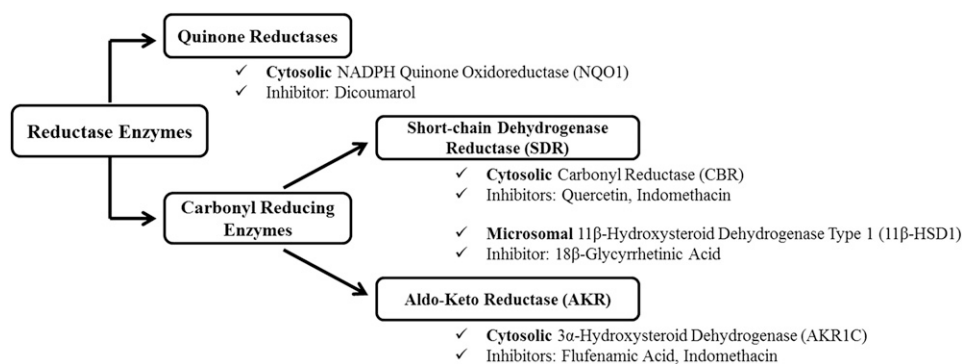 Quinone Reductases
✓ Cytosolic NADPH Quinone Oxidoreductase (NQO1)
✓ Inhibitor: Dicoumarol
Reductase Enzymes
Short-chain Dehydrogenase
Reductase (SDR)
✓ Cytosolic Carbonyl Reductase (CBR)
✓ Inhibitors: Quercetin, Indomethacin
Carbonyl Reducing
Enzymes
✓ Microsomal 11β-Hydroxysteroid Dehydrogenase Type 1 (11β-HSD1)
✓ Inhibitor: 18β-Glycyrrhetinic Acid
Aldo-Keto Reductase (AKR)
✓ Cytosolic 3α-Hydroxysteroid Dehydrogenase (AKR1C)
✓ Inhibitors: Flufenamic Acid, Indomethacin